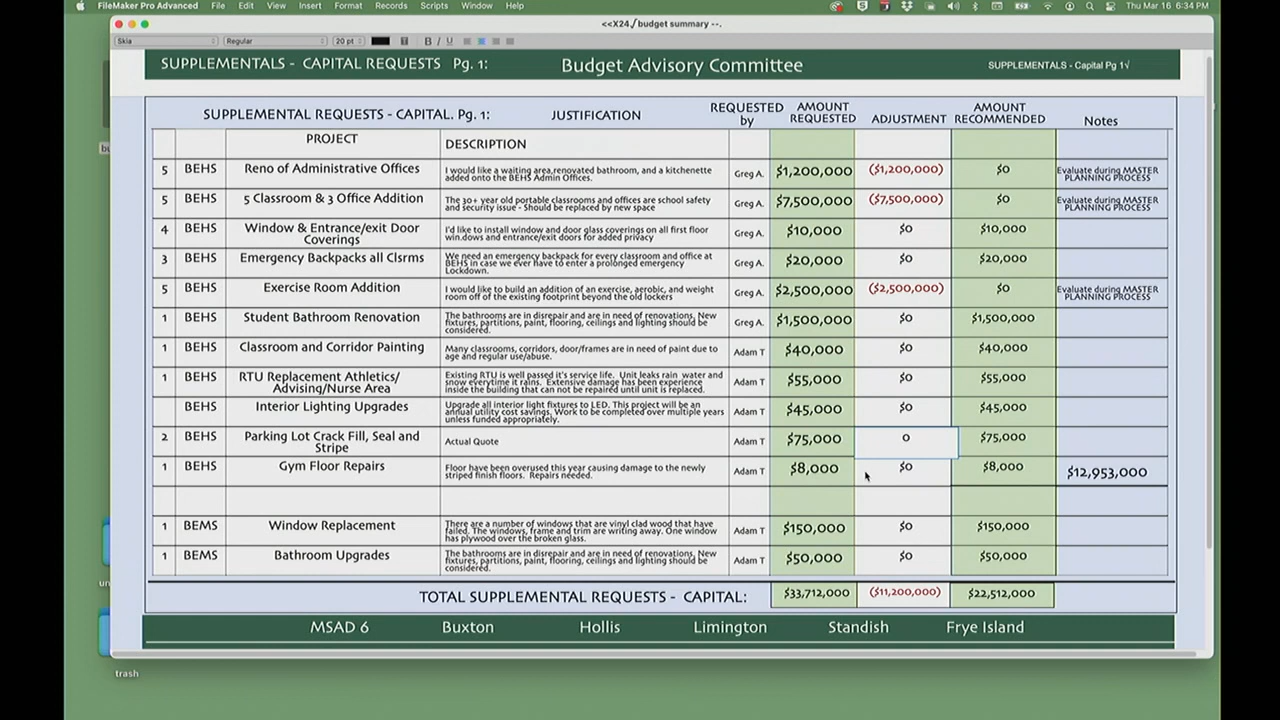 FileMaker Pro Advanced File Edit View Insert Format Records Scripts Window Help Thu Mar 16 6:34 PM
<<X24./ budget summary --.
Skia Regular 20 pt B I U
SUPPLEMENTALS - CAPITAL REQUESTS Pg. 1: Budget Advisory Committee SUPPLEMENTALS - Capital Pg 1√
SUPPLEMENTAL REQUESTS - CAPITAL. Pg. 1: JUSTIFICATION REQUESTED by AMOUNT REQUESTED ADJUSTMENT AMOUNT RECOMMENDED Notes
PROJECT DESCRIPTION
5 BEHS Reno of Administrative Offices I would like a waiting area,renovated bathroom, and a kitchenette added onto the BEHS Admin Offices. Greg A. $1,200,000 ($1,200,000) $0 Evaluate during MASTER PLANNING PROCESS
5 BEHS 5 Classroom & 3 Office Addition The 30+ year old portable classrooms and offices are school safety and security issue - Should be replaced by new space Greg A. $7,500,000 ($7,500,000) $0 Evaluate during MASTER PLANNING PROCESS
4 BEHS Window & Entrance/exit Door Coverings I'd like to install window and door glass coverings on all first floor win.dows and entrance/exit doors for added privacy Greg A. $10,000 $0 $10,000
3 BEHS Emergency Backpacks all Clsrms We need an emergency backpack for every classroom and office at BEHS in case we ever have to enter a prolonged emergency Lockdown. Greg A. $20,000 $0 $20,000
5 BEHS Exercise Room Addition I would like to build an addition of an exercise, aerobic, and weight room off of the existing footprint beyond the old lockers Greg A. $2,500,000 ($2,500,000) $0 Evaluate during MASTER PLANNING PROCESS
1 BEHS Student Bathroom Renovation The bathrooms are in disrepair and are in need of renovations. New fixtures, partitions, paint, flooring, ceilings and lighting should be considered. Greg A. $1,500,000 $0 $1,500,000
1 BEHS Classroom and Corridor Painting Many classrooms, corridors, door/frames are in need of paint due to age and regular use/abuse. Adam T $40,000 $0 $40,000
1 BEHS RTU Replacement Athletics/ Advising/Nurse Area Existing RTU is well passed it's service life. Unit leaks rain water and snow everytime it rains. Extensive damage has been experience inside the building that can not be repaired until unit is replaced. Adam T $55,000 $0 $55,000
BEHS Interior Lighting Upgrades Upgrade all interior light fixtures to LED. This project will be an annual utility cost savings. Work to be completed over multiple years unless funded appropriately. Adam T $45,000 $0 $45,000
2 BEHS Parking Lot Crack Fill, Seal and Stripe Actual Quote Adam T $75,000 0 $75,000
1 BEHS Gym Floor Repairs Floor have been overused this year causing damage to the newly striped finish floors. Repairs needed. Adam T $8,000 $0 $8,000 $12,953,000
1 BEMS Window Replacement There are a number of windows that are vinyl clad wood that have failed. The windows, frame and trim are writing away. One window has plywood over the broken glass. Adam T $150,000 $0 $150,000
1 BEMS Bathroom Upgrades The bathrooms are in disrepair and are in need of renovations. New fixtures, partitions, paint, flooring, ceilings and lighting should be considered. Adam T $50,000 $0 $50,000
TOTAL SUPPLEMENTAL REQUESTS - CAPITAL: $33,712,000 ($11,200,000) $22,512,000
MSAD 6 Buxton Hollis Limington Standish Frye Island
trash